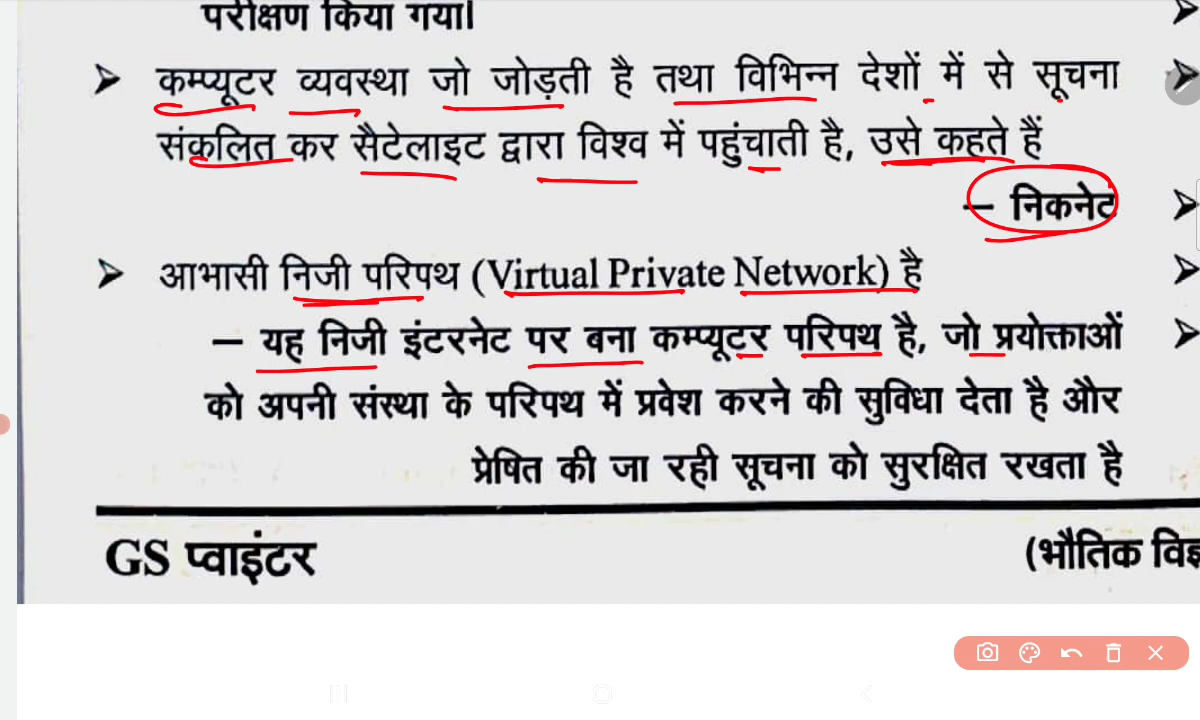 परीक्षण किया गया।
➤ कम्प्यूटर व्यवस्था जो जोड़ती है तथा विभिन्न देशों में से सूचना
संकलित कर सैटेलाइट द्वारा विश्व में पहुंचाती है, उसे कहते हैं
– निकनेट
➤ आभासी निजी परिपथ (Virtual Private Network) है
– यह निजी इंटरनेट पर बना कम्प्यूटर परिपथ है, जो प्रयोक्ताओं
को अपनी संस्था के परिपथ में प्रवेश करने की सुविधा देता है और
प्रेषित की जा रही सूचना को सुरक्षित रखता है
GS प्वाइंटर
(भौतिक